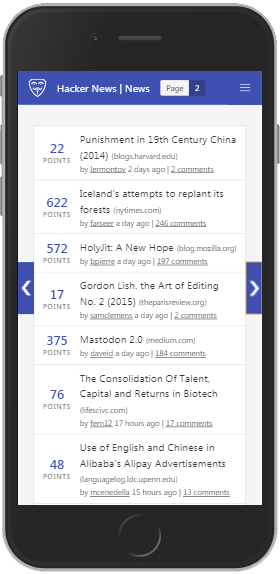 Hacker News | News Page 2
Punishment in 19th Century China
22 (2014) (blogs.harvard.edu)
POINTS by lermontov 2 days ago | 2 comments
Iceland's attempts to replant its
622 forests (nytimes.com)
POINTS by farseer a day ago | 246 comments
572 HolyJit: A New Hope (blog.mozilla.org)
POINTS by bpierre a day ago | 197 comments
Gordon Lish, the Art of Editing
17 No. 2 (2015) (theparisreview.org)
POINTS by samclemens a day ago | 2 comments
375 Mastodon 2.0 (medium.com)
POINTS by daveid a day ago | 184 comments
The Consolidation Of Talent,
76 Capital and Returns in Biotech
POINTS (lifescivc.com)
by fern12 17 hours ago | 17 comments
Use of English and Chinese in
48 Alibaba's Alipay Advertisements
POINTS (languagelog.ldc.upenn.edu)
by mcenedella 15 hours ago | 13 comments